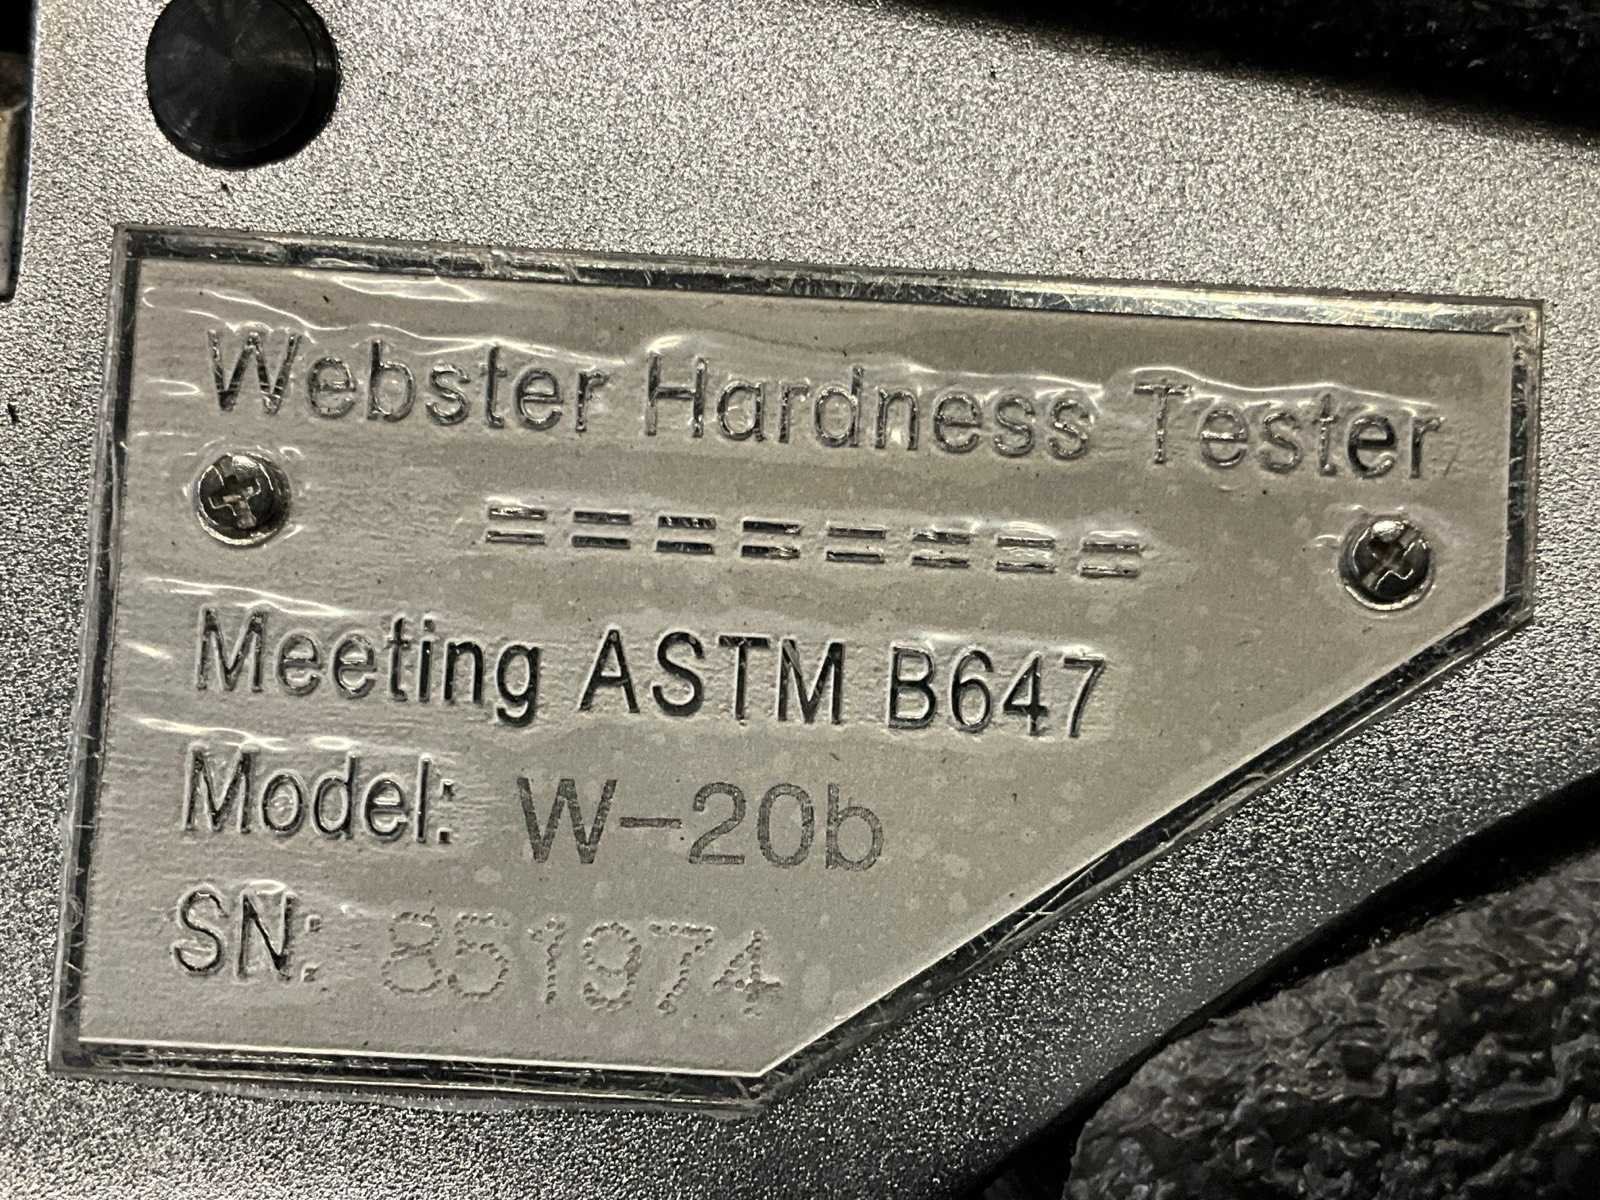 Webster Hardness Tester
========
Meeting ASTM B647
Model: W-20b
SN: 851974